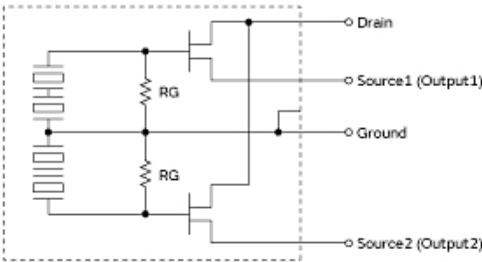 Drain
Source1 (Output1)
RG
Ground
RG
Source2 (Output2)